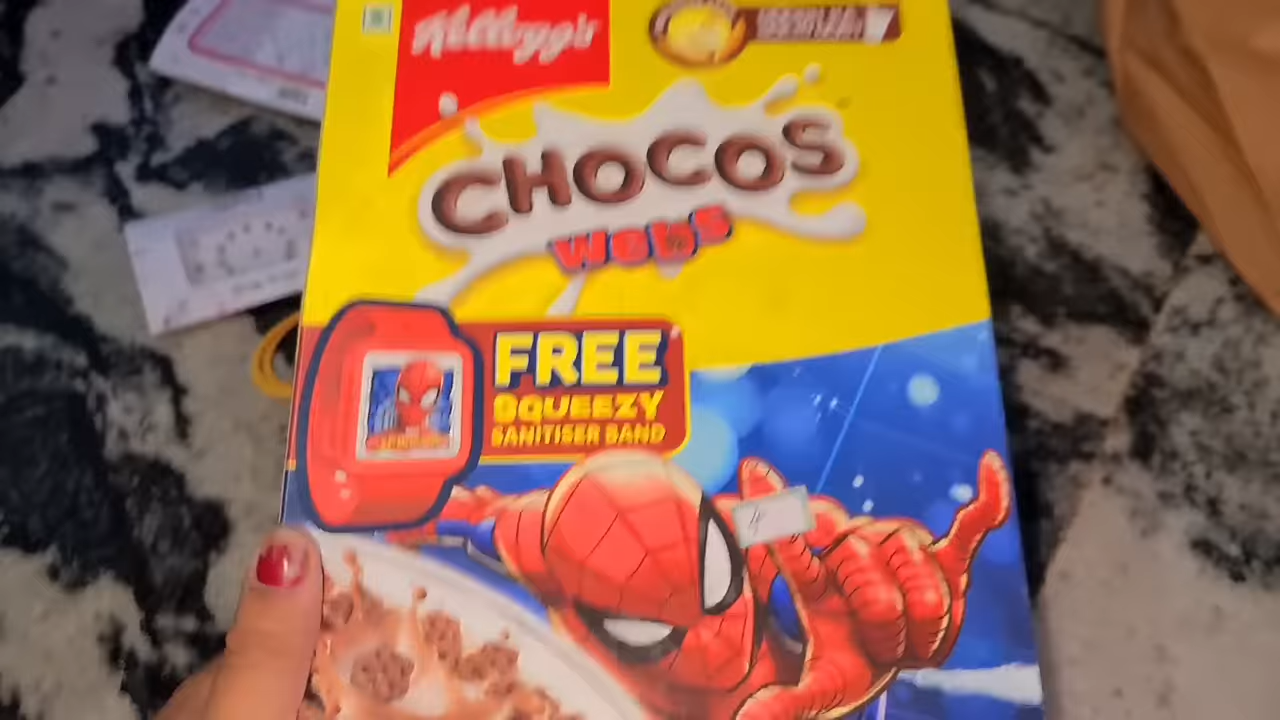 Kellogg's
CHOCOS
Webs
FREE
SQUEEZY
SANITISER BAND